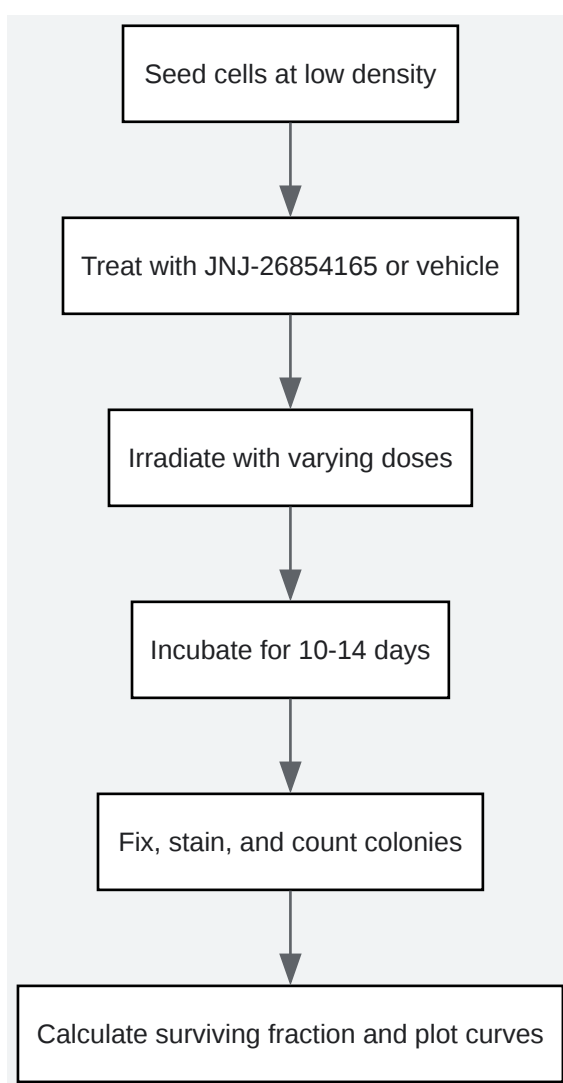 Seed cells at low density
Treat with JNJ-26854165 or vehicle
Irradiate with varying doses
Incubate for 10-14 days
Fix, stain, and count colonies
Calculate surviving fraction and plot curves